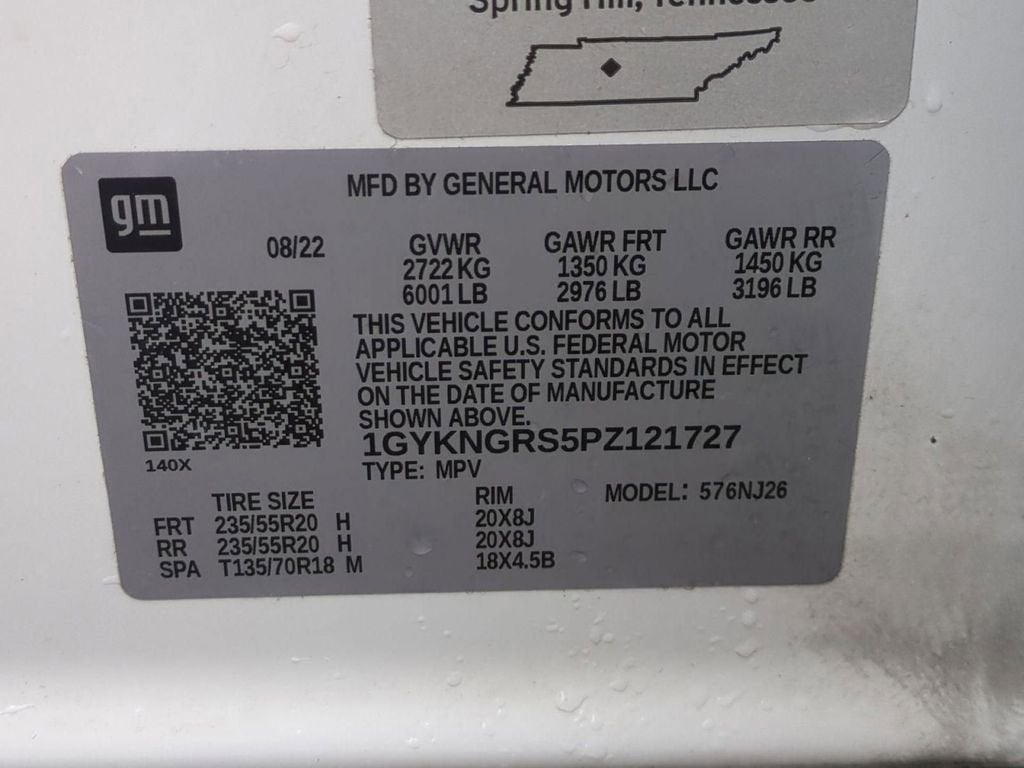 Spring Hill, Tennessee
gm
MFD BY GENERAL MOTORS LLC
08/22
GVWR GAWR FRT GAWR RR
2722 KG 1350 KG 1450 KG
6001 LB 2976 LB 3196 LB
THIS VEHICLE CONFORMS TO ALL
APPLICABLE U.S. FEDERAL MOTOR
VEHICLE SAFETY STANDARDS IN EFFECT
ON THE DATE OF MANUFACTURE
SHOWN ABOVE.
1GYKNGRS5PZ121727
140X
TYPE: MPV
TIRE SIZE RIM MODEL: 576NJ26
FRT 235/55R20 H 20X8J
RR 235/55R20 H 20X8J
SPA T135/70R18 M 18X4.5B